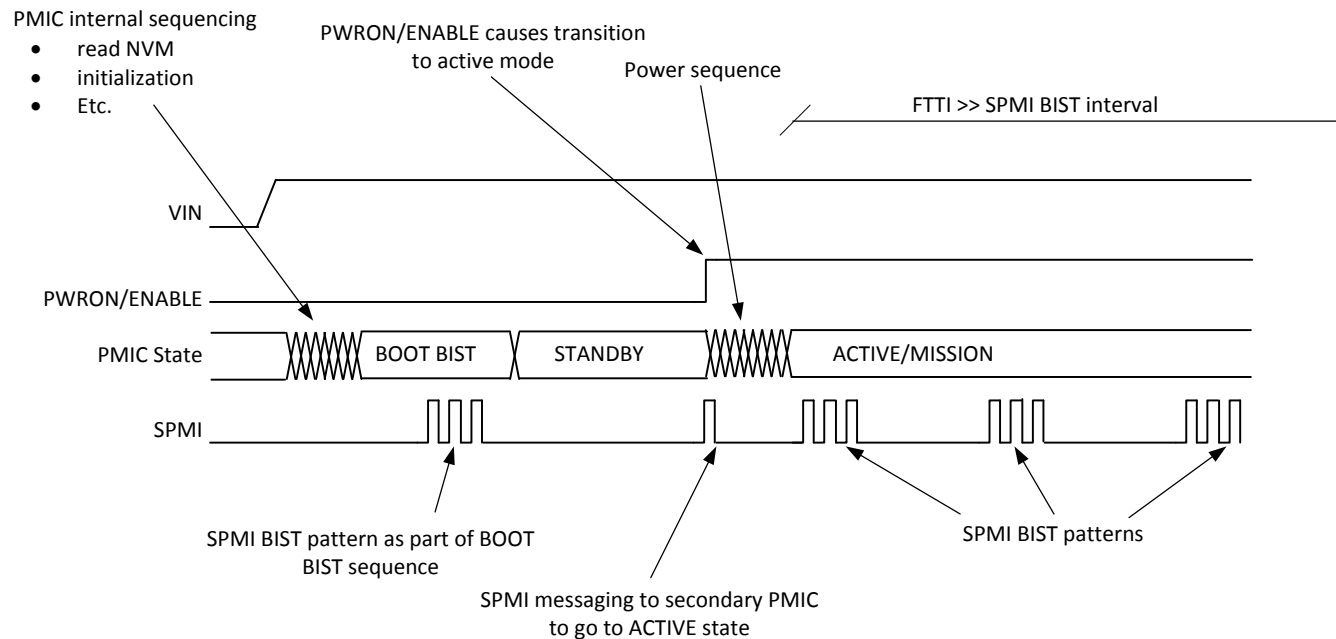 PMIC internal sequencing
• read NVM
• initialization
• Etc.
PWRON/ENABLE causes transition
to active mode
Power sequence
FTTI >> SPMI BIST interval
VIN
PWRON/ENABLE
PMIC State
BOOT BIST
STANDBY
ACTIVE/MISSION
SPMI
SPMI BIST pattern as part of BOOT
BIST sequence
SPMI messaging to secondary PMIC
to go to ACTIVE state
SPMI BIST patterns